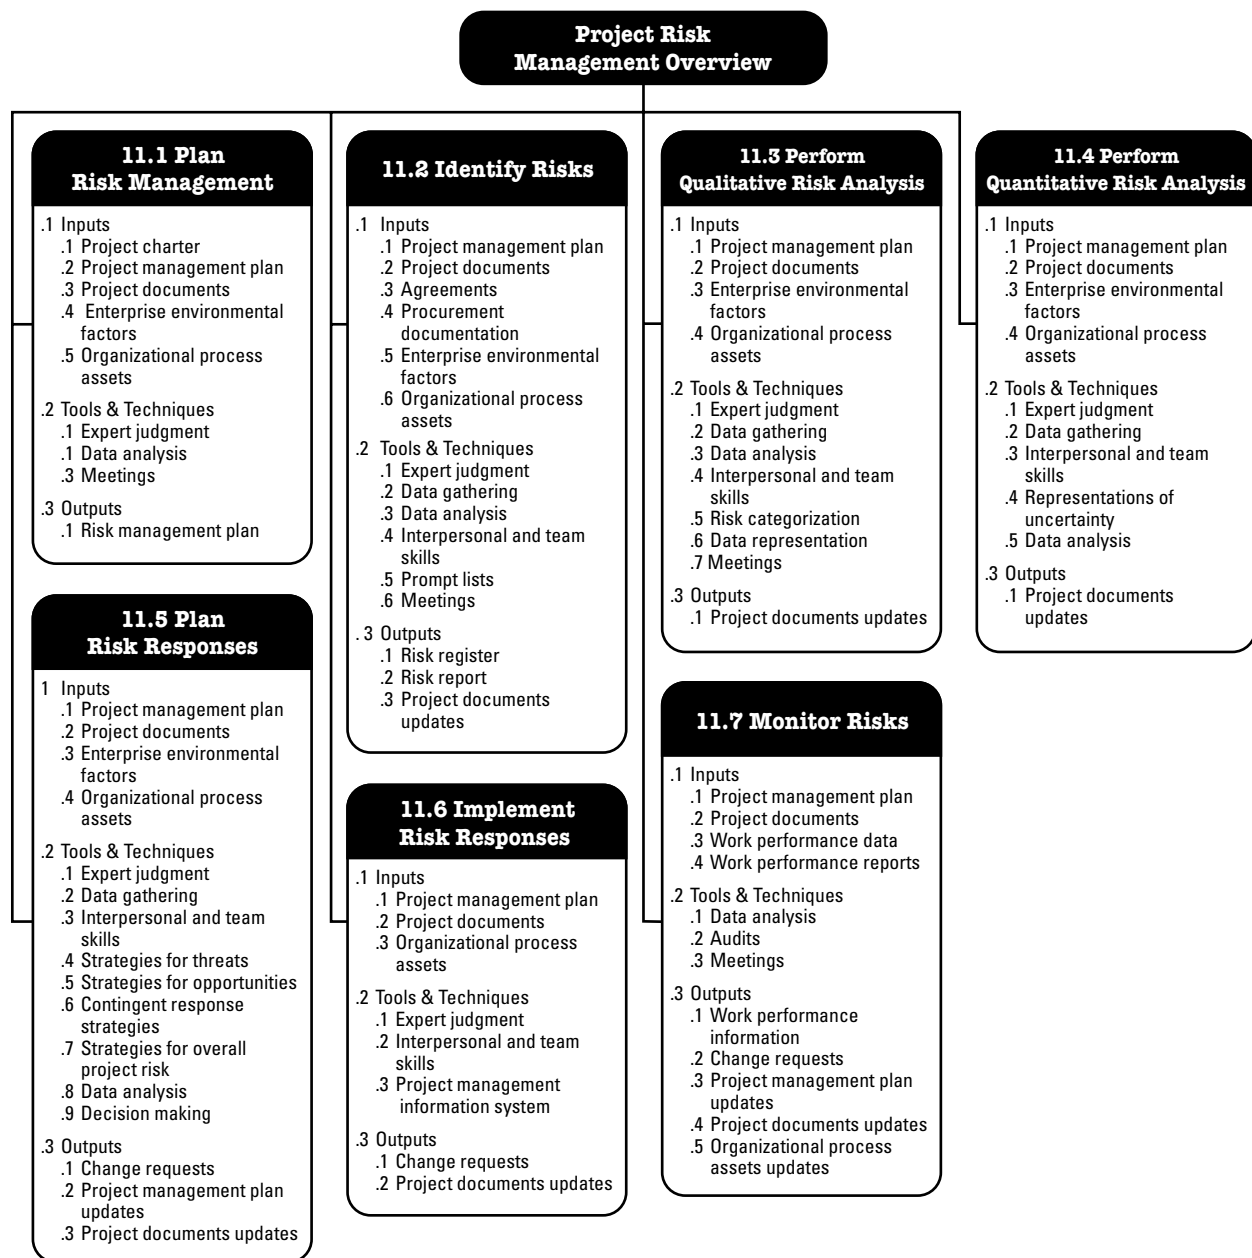 Project Risk
Management Overview
11.1 Plan
Risk Management
.1 Inputs
.1 Project charter
.2 Project management plan
.3 Project documents
.4 Enterprise environmental
factors
.5 Organizational process
assets
.2 Tools & Techniques
.1 Expert judgment
.1 Data analysis
.3 Meetings
.3 Outputs
.1 Risk management plan
11.2 Identify Risks
.1 Inputs
.1 Project management plan
.2 Project documents
.3 Agreements
.4 Procurement
documentation
.5 Enterprise environmental
factors
.6 Organizational process
assets
.2 Tools & Techniques
.1 Expert judgment
.2 Data gathering
.3 Data analysis
.4 Interpersonal and team
skills
.5 Prompt lists
.6 Meetings
. 3 Outputs
.1 Risk register
.2 Risk report
.3 Project documents
updates
11.3 Perform
Qualitative Risk Analysis
.1 Inputs
.1 Project management plan
.2 Project documents
.3 Enterprise environmental
factors
.4 Organizational process
assets
.2 Tools & Techniques
.1 Expert judgment
.2 Data gathering
.3 Data analysis
.4 Interpersonal and team
skills
.5 Risk categorization
.6 Data representation
.7 Meetings
.3 Outputs
.1 Project documents updates
11.4 Perform
Quantitative Risk Analysis
.1 Inputs
.1 Project management plan
.2 Project documents
.3 Enterprise environmental
factors
.4 Organizational process
assets
.2 Tools & Techniques
.1 Expert judgment
.2 Data gathering
.3 Interpersonal and team
skills
.4 Representations of
uncertainty
.5 Data analysis
.3 Outputs
.1 Project documents
updates
11.5 Plan
Risk Responses
1 Inputs
.1 Project management plan
.2 Project documents
.3 Enterprise environmental
factors
.4 Organizational process
assets
.2 Tools & Techniques
.1 Expert judgment
.2 Data gathering
.3 Interpersonal and team
skills
.4 Strategies for threats
.5 Strategies for opportunities
.6 Contingent response
strategies
.7 Strategies for overall
project risk
.8 Data analysis
.9 Decision making
.3 Outputs
.1 Change requests
.2 Project management plan
updates
.3 Project documents updates
11.6 Implement
Risk Responses
.1 Inputs
.1 Project management plan
.2 Project documents
.3 Organizational process
assets
.2 Tools & Techniques
.1 Expert judgment
.2 Interpersonal and team
skills
.3 Project management
information system
.3 Outputs
.1 Change requests
.2 Project documents updates
11.7 Monitor Risks
.1 Inputs
.1 Project management plan
.2 Project documents
.3 Work performance data
.4 Work performance reports
.2 Tools & Techniques
.1 Data analysis
.2 Audits
.3 Meetings
.3 Outputs
.1 Work performance
information
.2 Change requests
.3 Project management plan
updates
.4 Project documents updates
.5 Organizational process
assets updates